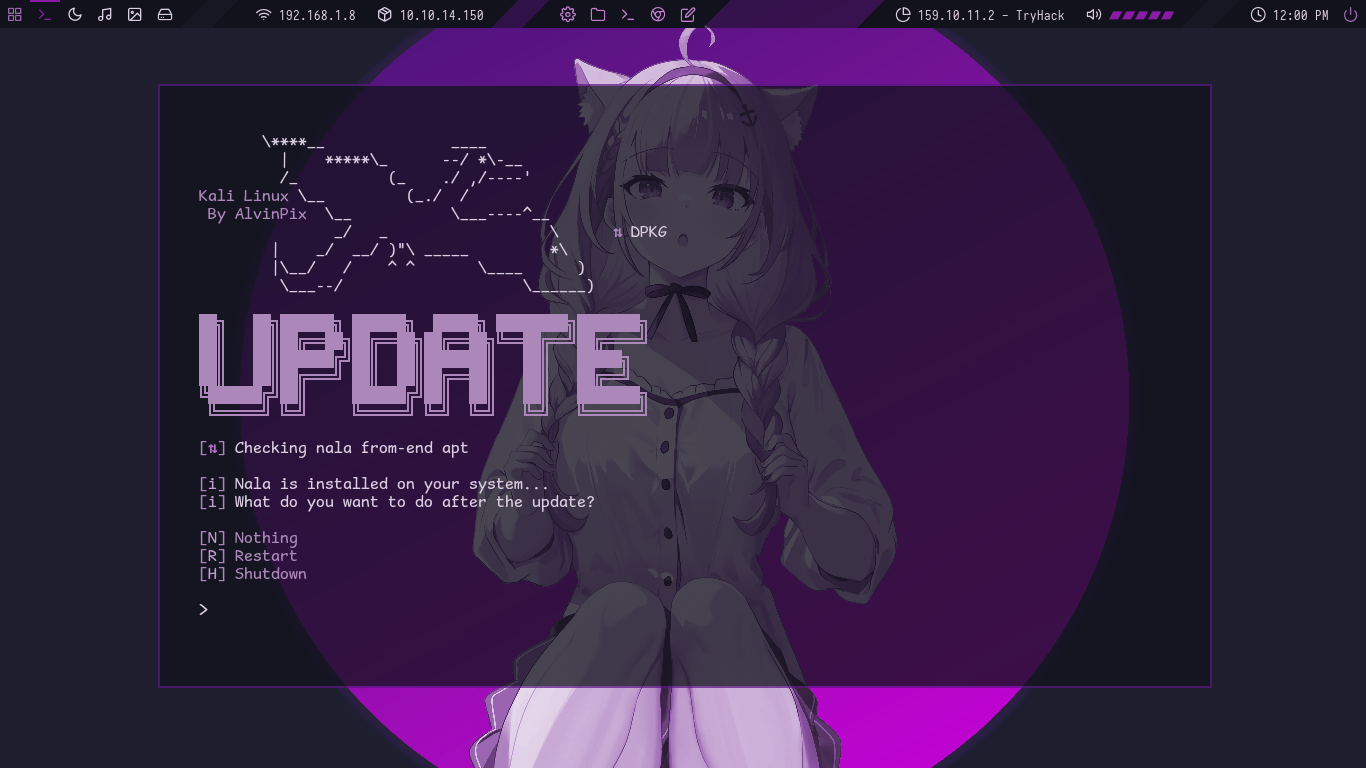 192.168.1.8 10.10.14.150 159.10.11.2 - TryHack 12:00 PM
Kali Linux
By AlvinPix
⇅ DPKG
UPDATE
[⇅] Checking nala from-end apt
[i] Nala is installed on your system...
[i] What do you want to do after the update?
[N] Nothing
[R] Restart
[H] Shutdown
>